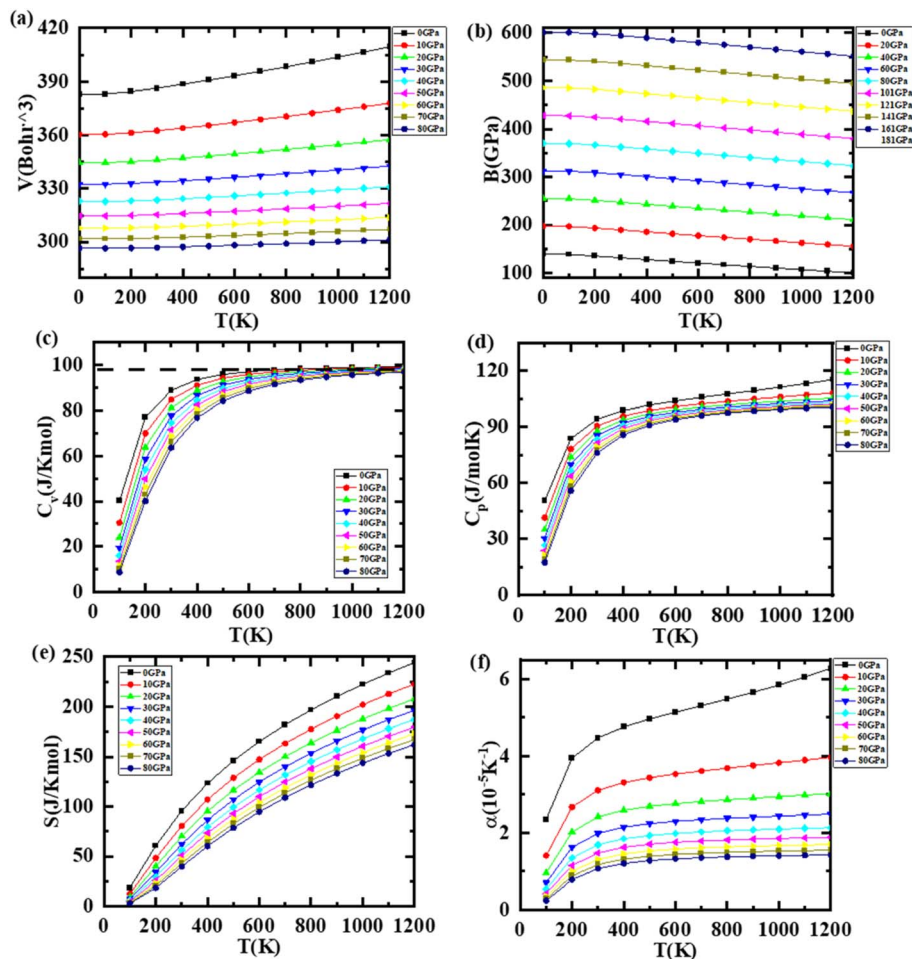 (a)
420
390
360
330
300
V(Bohr·^3)
0 200 400 600 800 1000 1200
T(K)
0GPa
10GPa
20GPa
30GPa
40GPa
50GPa
60GPa
70GPa
80GPa
(b)
600
500
400
300
200
100
B(GPa)
0 200 400 600 800 1000 1200
T(K)
0GPa
20GPa
40GPa
60GPa
80GPa
101GPa
121GPa
141GPa
161GPa
181GPa
(c)
100
80
60
40
20
0
Cv(J/Kmol)
0 200 400 600 800 1000 1200
T(K)
0GPa
10GPa
20GPa
30GPa
40GPa
50GPa
60GPa
70GPa
80GPa
(d)
120
90
60
30
0
Cp(J/molK)
0 200 400 600 800 1000 1200
T(K)
0GPa
10GPa
20GPa
30GPa
40GPa
50GPa
60GPa
70GPa
80GPa
(e)
250
200
150
100
50
0
S(J/Kmol)
0 200 400 600 800 1000 1200
T(K)
0GPa
10GPa
20GPa
30GPa
40GPa
50GPa
60GPa
70GPa
80GPa
(f)
6
4
2
0
α(10⁻⁵K⁻¹)
0 200 400 600 800 1000 1200
T(K)
0GPa
10GPa
20GPa
30GPa
40GPa
50GPa
60GPa
70GPa
80GPa